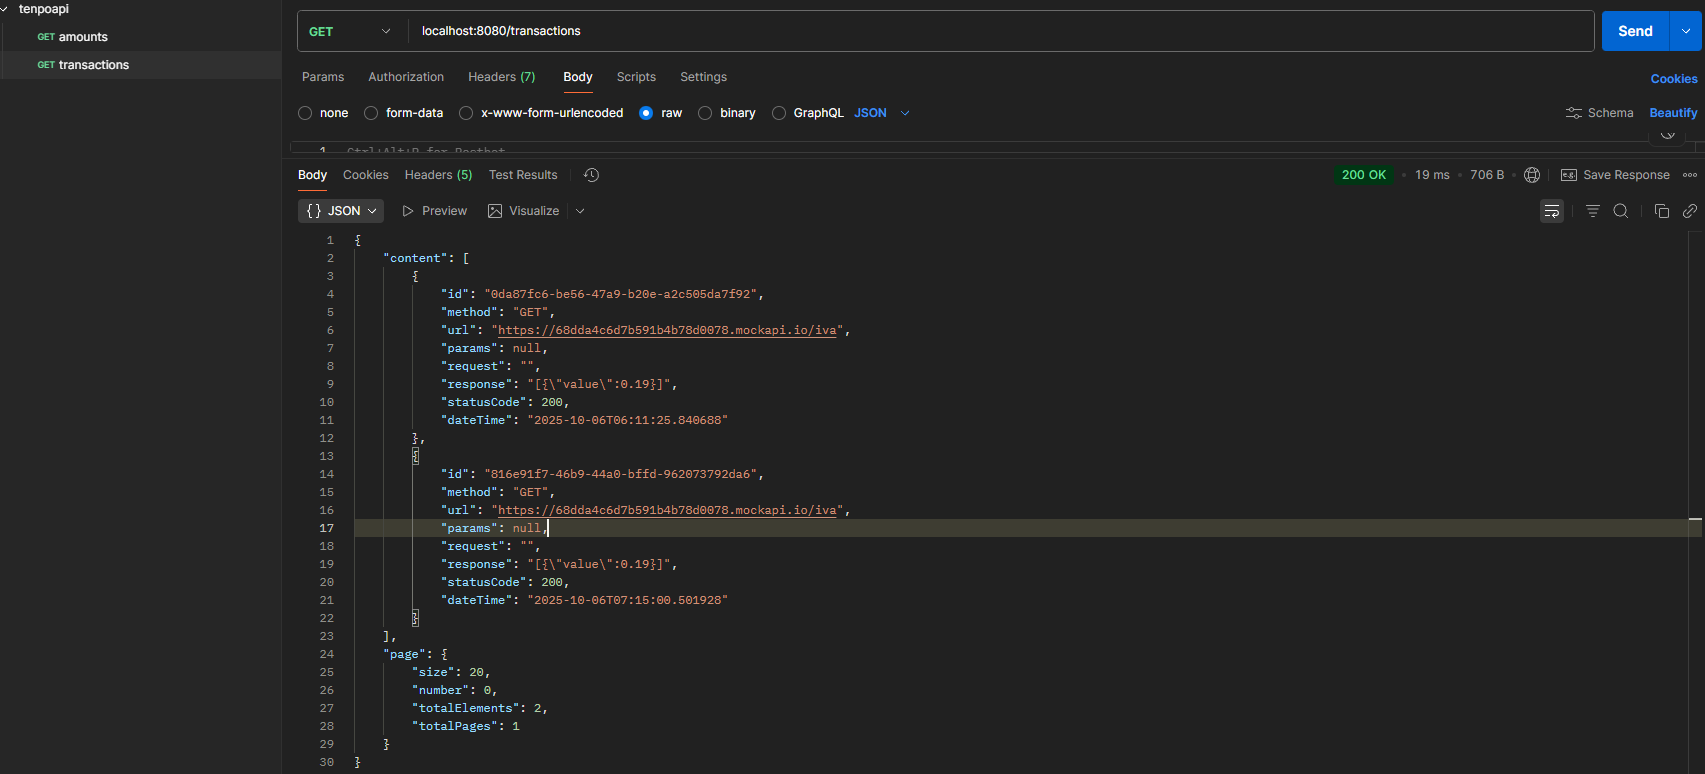 tenpoapi
GET amounts
GET transactions
GET localhost:8080/transactions Send
Params Authorization Headers (7) Body Scripts Settings Cookies
none form-data x-www-form-urlencoded raw binary GraphQL JSON Schema Beautify
1 Ctrl+Alt+P for Postbot
Body Cookies Headers (5) Test Results 200 OK 19 ms 706 B Save Response
{} JSON Preview Visualize
1 {
2 "content": [
3 {
4 "id": "0da87fc6-be56-47a9-b20e-a2c505da7f92",
5 "method": "GET",
6 "url": "https://68dda4c6d7b591b4b78d0078.mockapi.io/iva",
7 "params": null,
8 "request": "",
9 "response": "[{\"value\":0.19}]",
10 "statusCode": 200,
11 "dateTime": "2025-10-06T06:11:25.840688"
12 },
13 {
14 "id": "816e91f7-46b9-44a0-bffd-962073792da6",
15 "method": "GET",
16 "url": "https://68dda4c6d7b591b4b78d0078.mockapi.io/iva",
17 "params": null,
18 "request": "",
19 "response": "[{\"value\":0.19}]",
20 "statusCode": 200,
21 "dateTime": "2025-10-06T07:15:00.501928"
22 }
23 ],
24 "page": {
25 "size": 20,
26 "number": 0,
27 "totalElements": 2,
28 "totalPages": 1
29 }
30 }